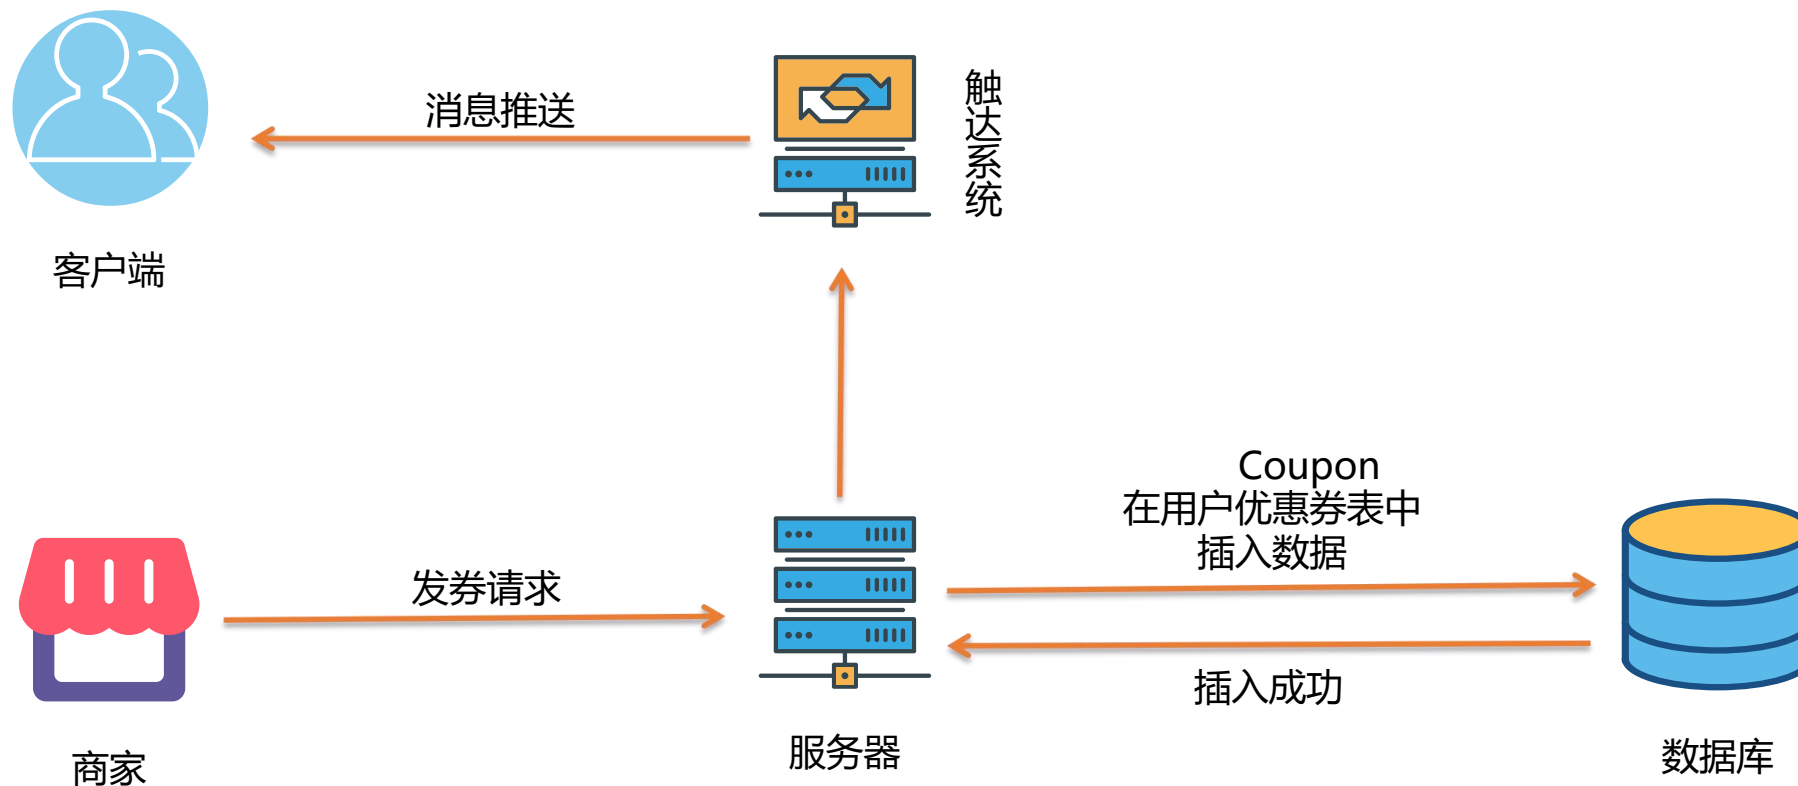 消息推送
触达系统
客户端
Coupon
在用户优惠券表中
插入数据
发券请求
插入成功
服务器
数据库
商家